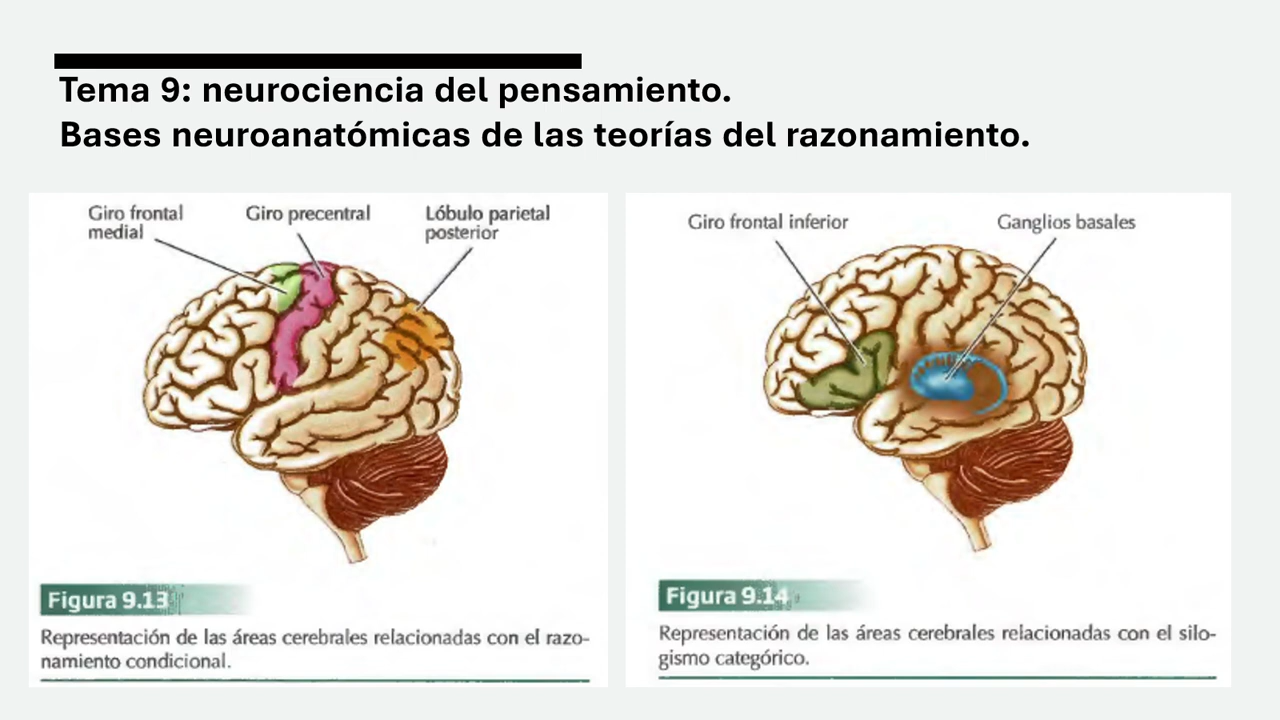 Tema 9: neurociencia del pensamiento.
Bases neuroanatómicas de las teorías del razonamiento.
Giro frontal
medial
Giro precentral
Lóbulo parietal
posterior
Figura 9.13
Representación de las áreas cerebrales relacionadas con el razo-
namiento condicional.
Giro frontal inferior
Ganglios basales
Figura 9.14
Representación de las áreas cerebrales relacionadas con el silo-
gismo categórico.